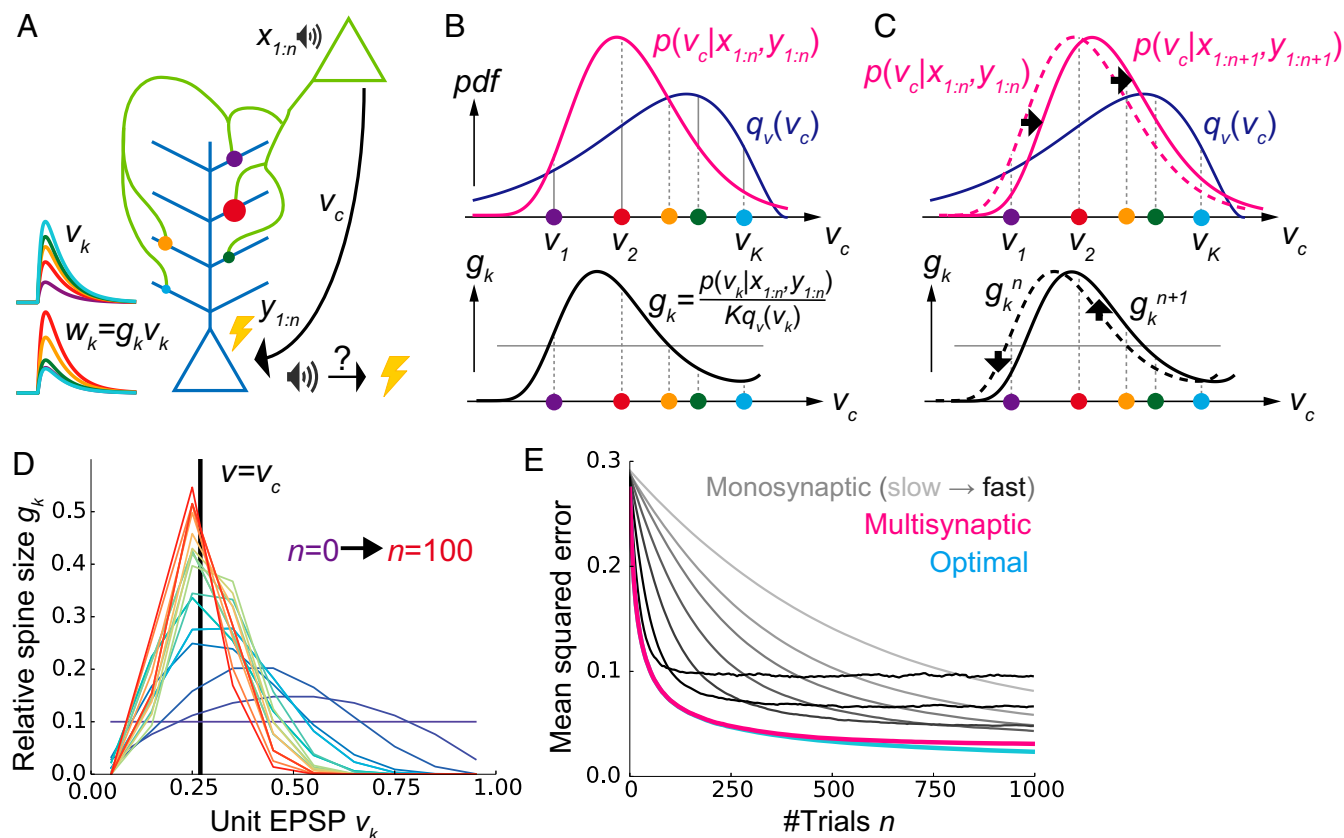 A
x1:n
vk
wk=gkvk
vc
y1:n
?
B
pdf
p(vc|x1:n,y1:n)
qv(vc)
v1
v2
vK
vc
gk
gk= p(vk|x1:n,y1:n)
Kqv(vk)
vc
C
p(vc|x1:n,y1:n)
p(vc|x1:n+1,y1:n+1)
qv(vc)
v1
v2
vK
vc
gk
gkn
gkn+1
vc
D
Relative spine size gk
0.5
0.4
0.3
0.2
0.1
0.0
v=vc
n=0
n=100
0.00
0.25
0.50
0.75
1.00
Unit EPSP vk
E
Mean squared error
0.3
0.2
0.1
0.0
Monosynaptic (slow → fast)
Multisynaptic
Optimal
0
250
500
750
1000
#Trials n